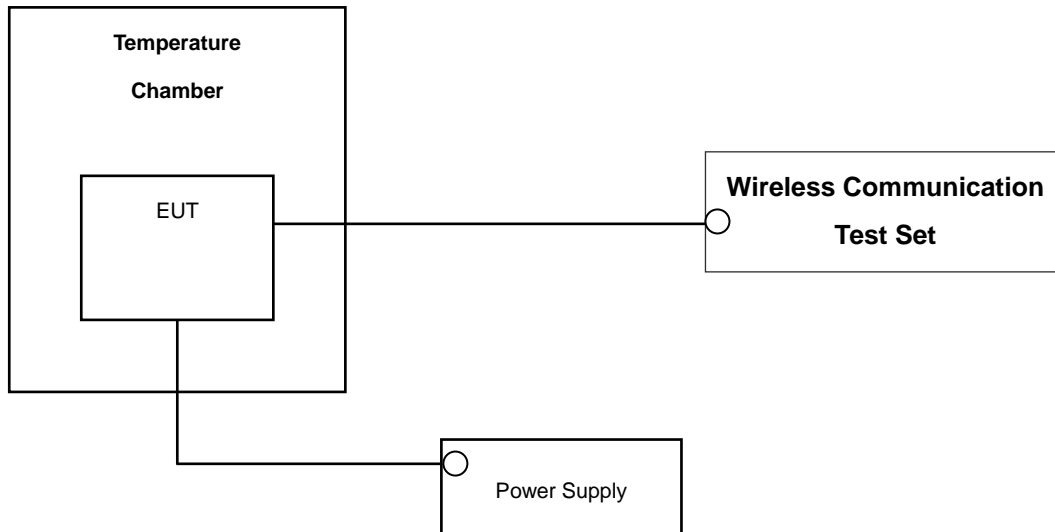 Temperature
Chamber
EUT
Wireless Communication
Test Set
Power Supply